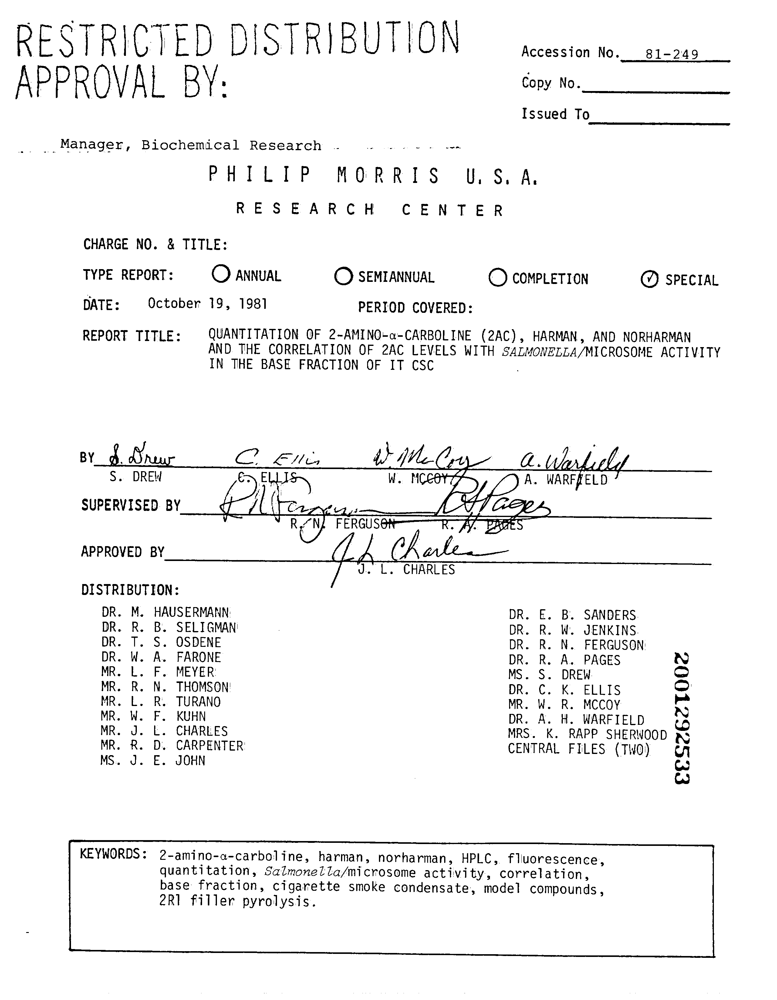 RESTRICTED DISTRIBUTION
APPROVAL BY:
Accession No. 81-249
Copy No.
Issued To
Manager, Biochemical Research
PHILIP MORRIS U.S.A.
RESEARCH CENTER
CHARGE NO. & TITLE:
TYPE REPORT: ANNUAL SEMIANNUAL COMPLETION ✓ SPECIAL
DATE: October 19, 1981 PERIOD COVERED:
REPORT TITLE: QUANTITATION OF 2-AMINO-α-CARBOLINE (2AC), HARMAN, AND NORHARMAN
AND THE CORRELATION OF 2AC LEVELS WITH SALMONELLA/MICROSOME ACTIVITY
IN THE BASE FRACTION OF IT CSC
BY S. Drew C. Ellis W. McCoy A. Warfield
S. DREW C. ELLIS W. MCCOY A. WARFIELD
SUPERVISED BY R N Ferguson R A Pages
R. N. FERGUSON R. A. PAGES
APPROVED BY J L Charles
J. L. CHARLES
DISTRIBUTION:
DR. M. HAUSERMANN
DR. R. B. SELIGMAN
DR. T. S. OSDENE
DR. W. A. FARONE
MR. L. F. MEYER
MR. R. N. THOMSON
MR. L. R. TURANO
MR. W. F. KUHN
MR. J. L. CHARLES
MR. R. D. CARPENTER
MS. J. E. JOHN
DR. E. B. SANDERS
DR. R. W. JENKINS
DR. R. N. FERGUSON
DR. R. A. PAGES
MS. S. DREW
DR. C. K. ELLIS
MR. W. R. MCCOY
DR. A. H. WARFIELD
MRS. K. RAPP SHERWOOD
CENTRAL FILES (TWO)
2001292533
KEYWORDS: 2-amino-α-carboline, harman, norharman, HPLC, fluorescence,
quantitation, Salmonella/microsome activity, correlation,
base fraction, cigarette smoke condensate, model compounds,
2R1 filler pyrolysis.